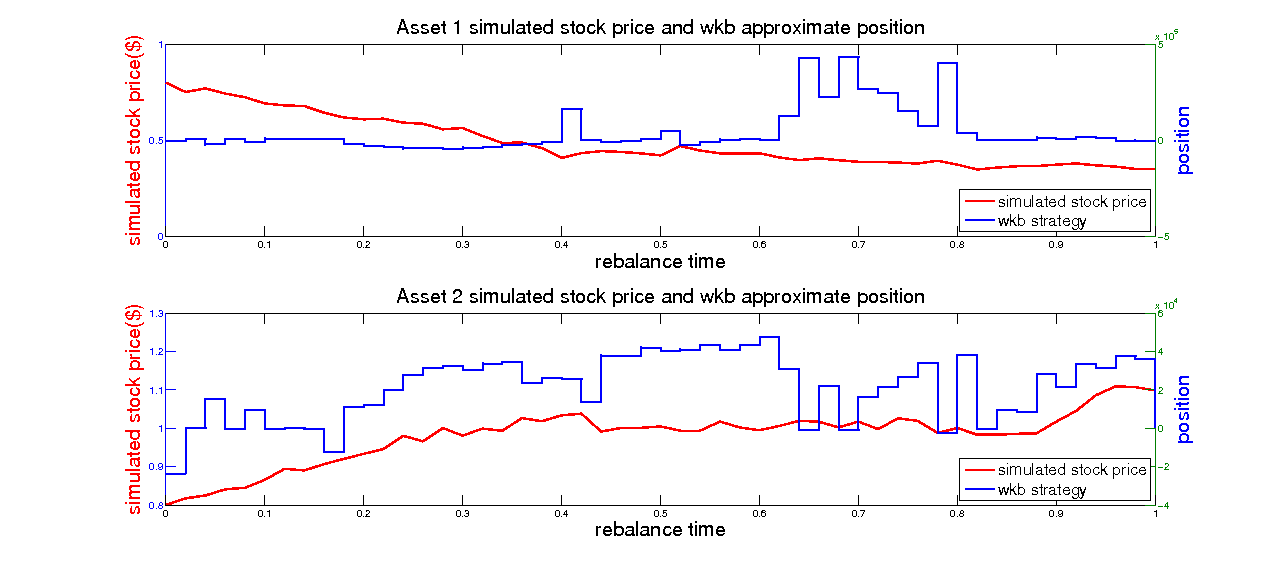 Asset 1 simulated stock price and wkb approximate position
simulated stock price($)
1
0.5
0
x 10^5
5
0
−5
position
simulated stock price
wkb strategy
0 0.1 0.2 0.3 0.4 0.5 0.6 0.7 0.8 0.9 1
rebalance time
Asset 2 simulated stock price and wkb approximate position
simulated stock price($)
1.3
1.2
1.1
1
0.9
0.8
x 10^4
6
4
2
0
−2
−4
position
simulated stock price
wkb strategy
0 0.1 0.2 0.3 0.4 0.5 0.6 0.7 0.8 0.9 1
rebalance time